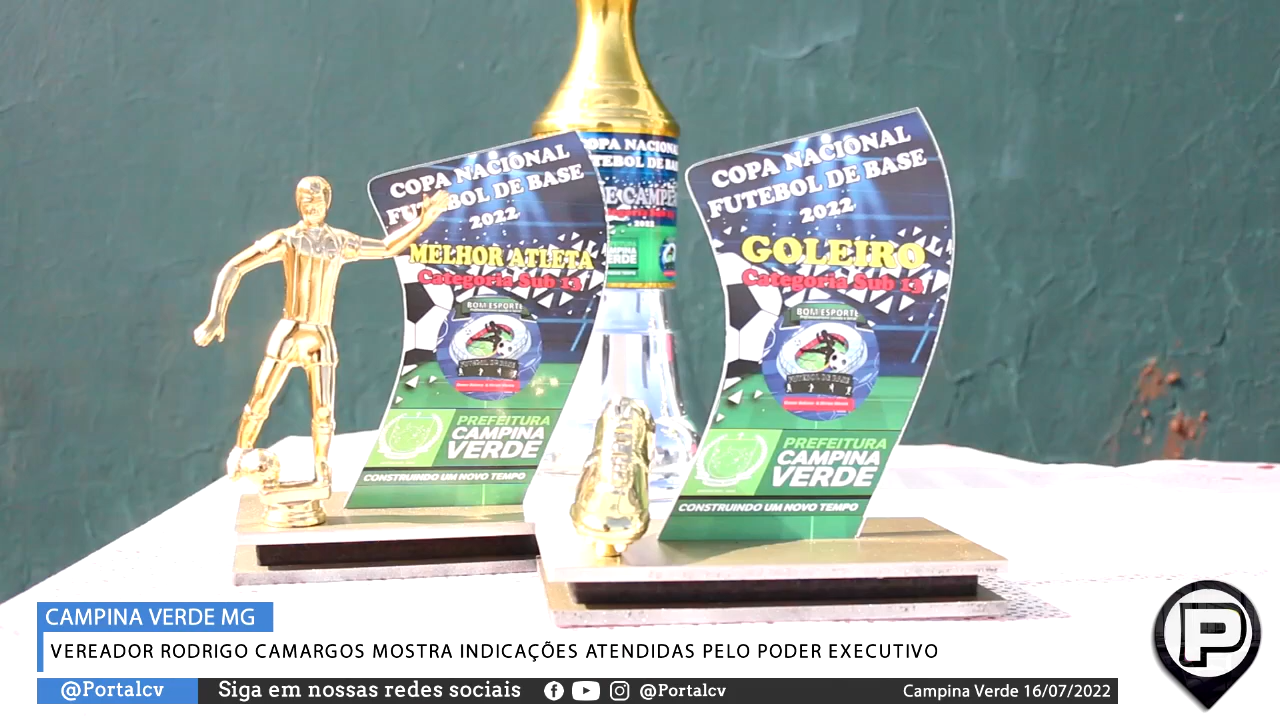 COPA NACIONAL
FUTEBOL DE BASE
2022
MELHOR ATLETA
Categoria Sub 13
BOM ESPORTE
PREFEITURA
CAMPINA
VERDE
CONSTRUINDO UM NOVO TEMPO
COPA NACIONAL
FUTEBOL DE BASE
2022
GOLEIRO
Categoria Sub 13
BOM ESPORTE
FUTEBOL DE BASE
PREFEITURA
CAMPINA
VERDE
CONSTRUINDO UM NOVO TEMPO
CAMPINA VERDE MG
VEREADOR RODRIGO CAMARGOS MOSTRA INDICAÇÕES ATENDIDAS PELO PODER EXECUTIVO
@Portalcv Siga em nossas redes sociais @Portalcv Campina Verde 16/07/2022
P